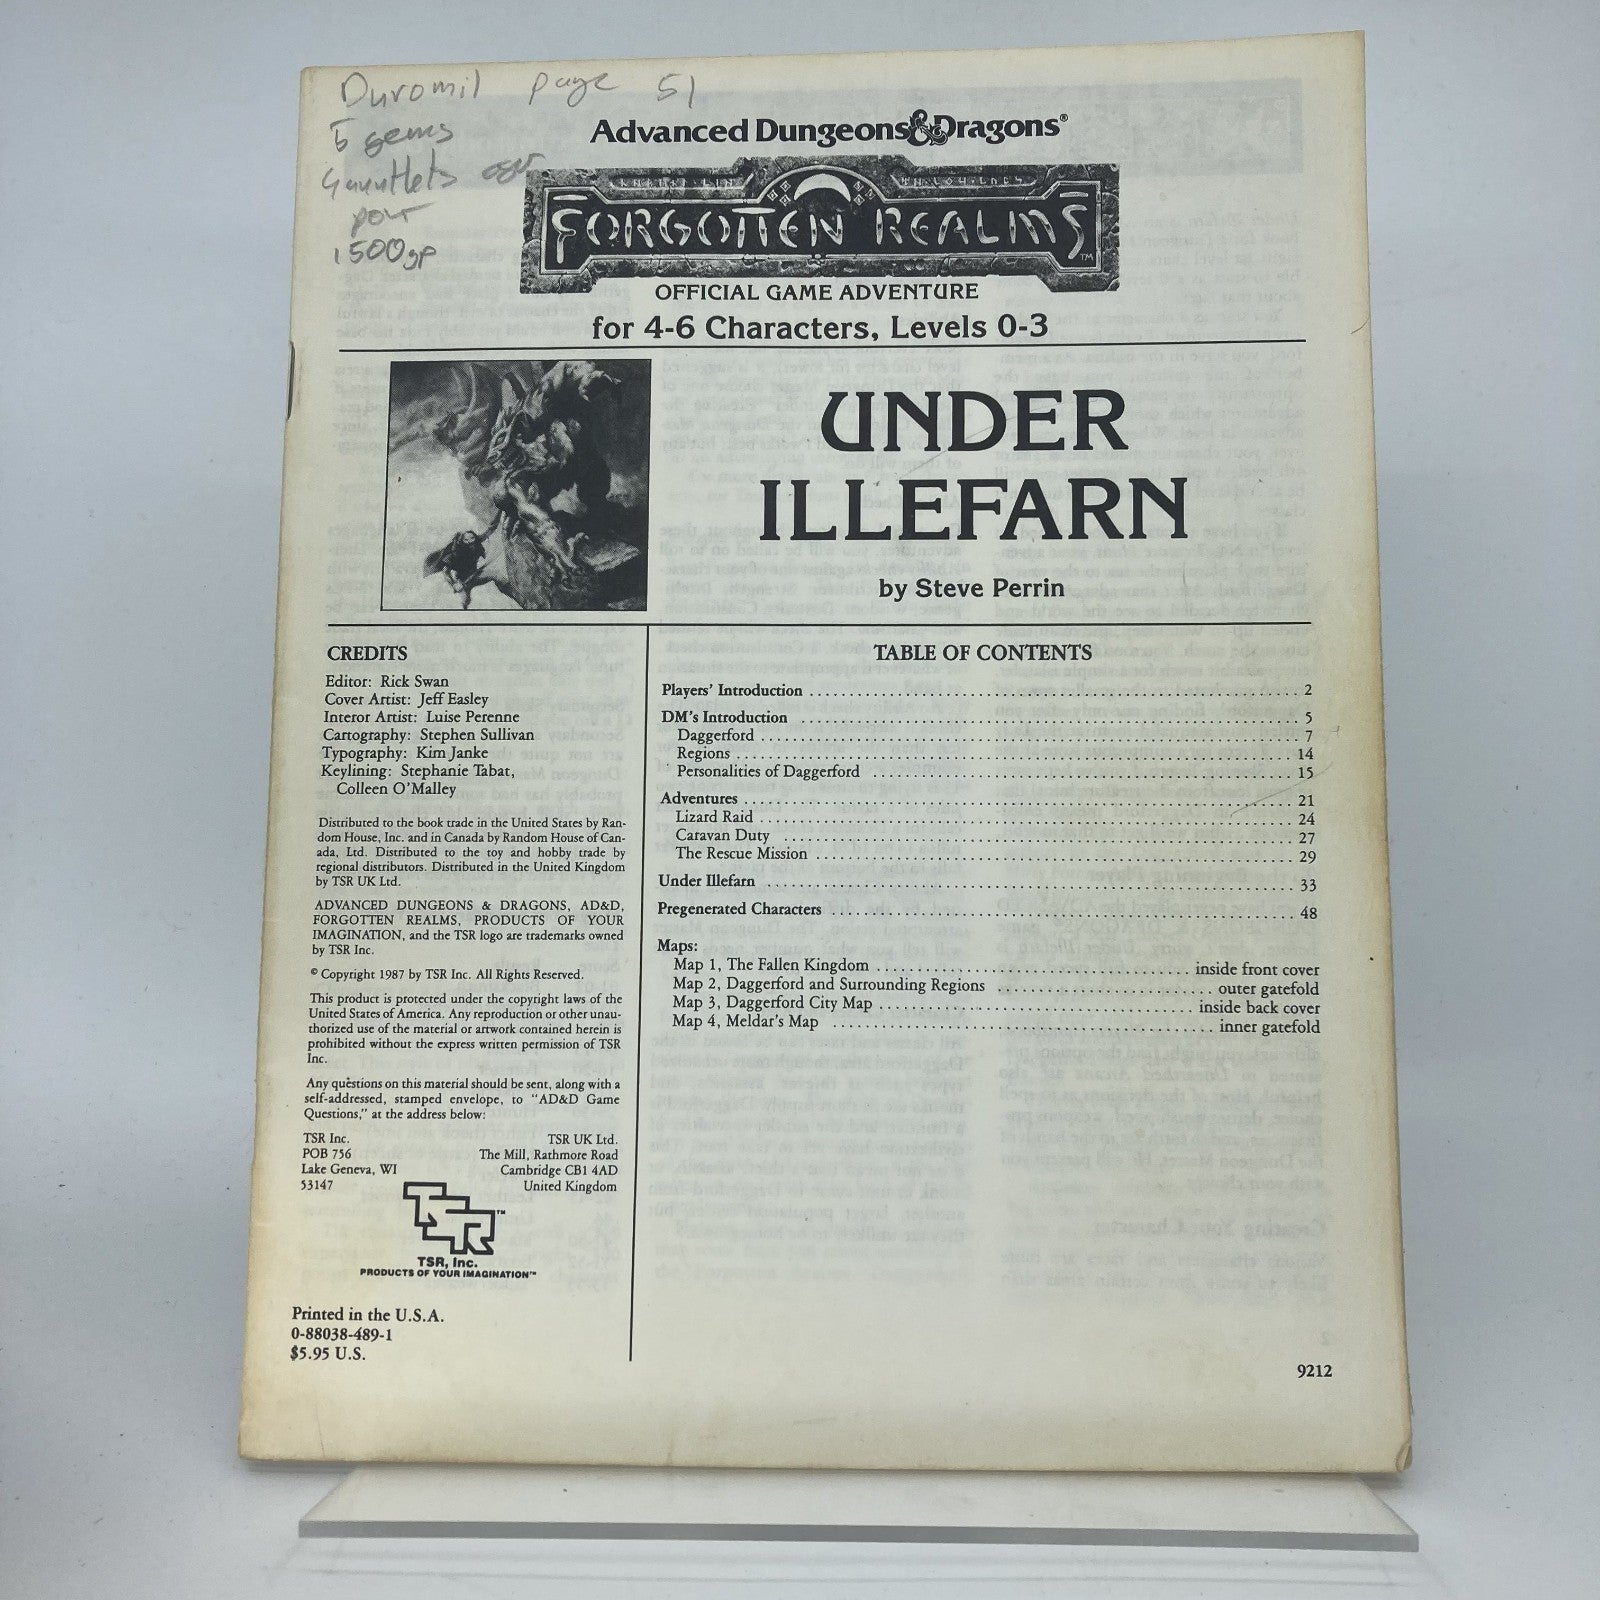 Duromil page 51
5 gems
Gauntlets
1500gp
Advanced Dungeons & Dragons®
FORGOTTEN REALMS™
OFFICIAL GAME ADVENTURE
for 4-6 Characters, Levels 0-3
UNDER
ILLEFARN
by Steve Perrin
CREDITS
Editor: Rick Swan
Cover Artist: Jeff Easley
Interor Artist: Luise Perenne
Cartography: Stephen Sullivan
Typography: Kim Janke
Keylining: Stephanie Tabat,
Colleen O'Malley
Distributed to the book trade in the United States by Ran-
dom House, Inc. and in Canada by Random House of Can-
ada, Ltd. Distributed to the toy and hobby trade by
regional distributors. Distributed in the United Kingdom
by TSR UK Ltd.
ADVANCED DUNGEONS & DRAGONS, AD&D,
FORGOTTEN REALMS, PRODUCTS OF YOUR
IMAGINATION, and the TSR logo are trademarks owned
by TSR Inc.
© Copyright 1987 by TSR Inc. All Rights Reserved.
This product is protected under the copyright laws of the
United States of America. Any reproduction or other unau-
thorized use of the material or artwork contained herein is
prohibited without the express written permission of TSR
Inc.
Any questions on this material should be sent, along with a
self-addressed, stamped envelope, to "AD&D Game
Questions," at the address below:
TSR Inc.
POB 756
Lake Geneva, WI
53147
TSR UK Ltd.
The Mill, Rathmore Road
Cambridge CB1 4AD
United Kingdom
TSR™
TSR, Inc.
PRODUCTS OF YOUR IMAGINATION™
Printed in the U.S.A.
0-88038-489-1
$5.95 U.S.
TABLE OF CONTENTS
Players' Introduction 2
DM's Introduction 5
Daggerford 7
Regions 14
Personalities of Daggerford 15
Adventures 21
Lizard Raid 24
Caravan Duty 27
The Rescue Mission 29
Under Illefarn 33
Pregenerated Characters 48
Maps:
Map 1, The Fallen Kingdom inside front cover
Map 2, Daggerford and Surrounding Regions outer gatefold
Map 3, Daggerford City Map inside back cover
Map 4, Meldar's Map inner gatefold
9212